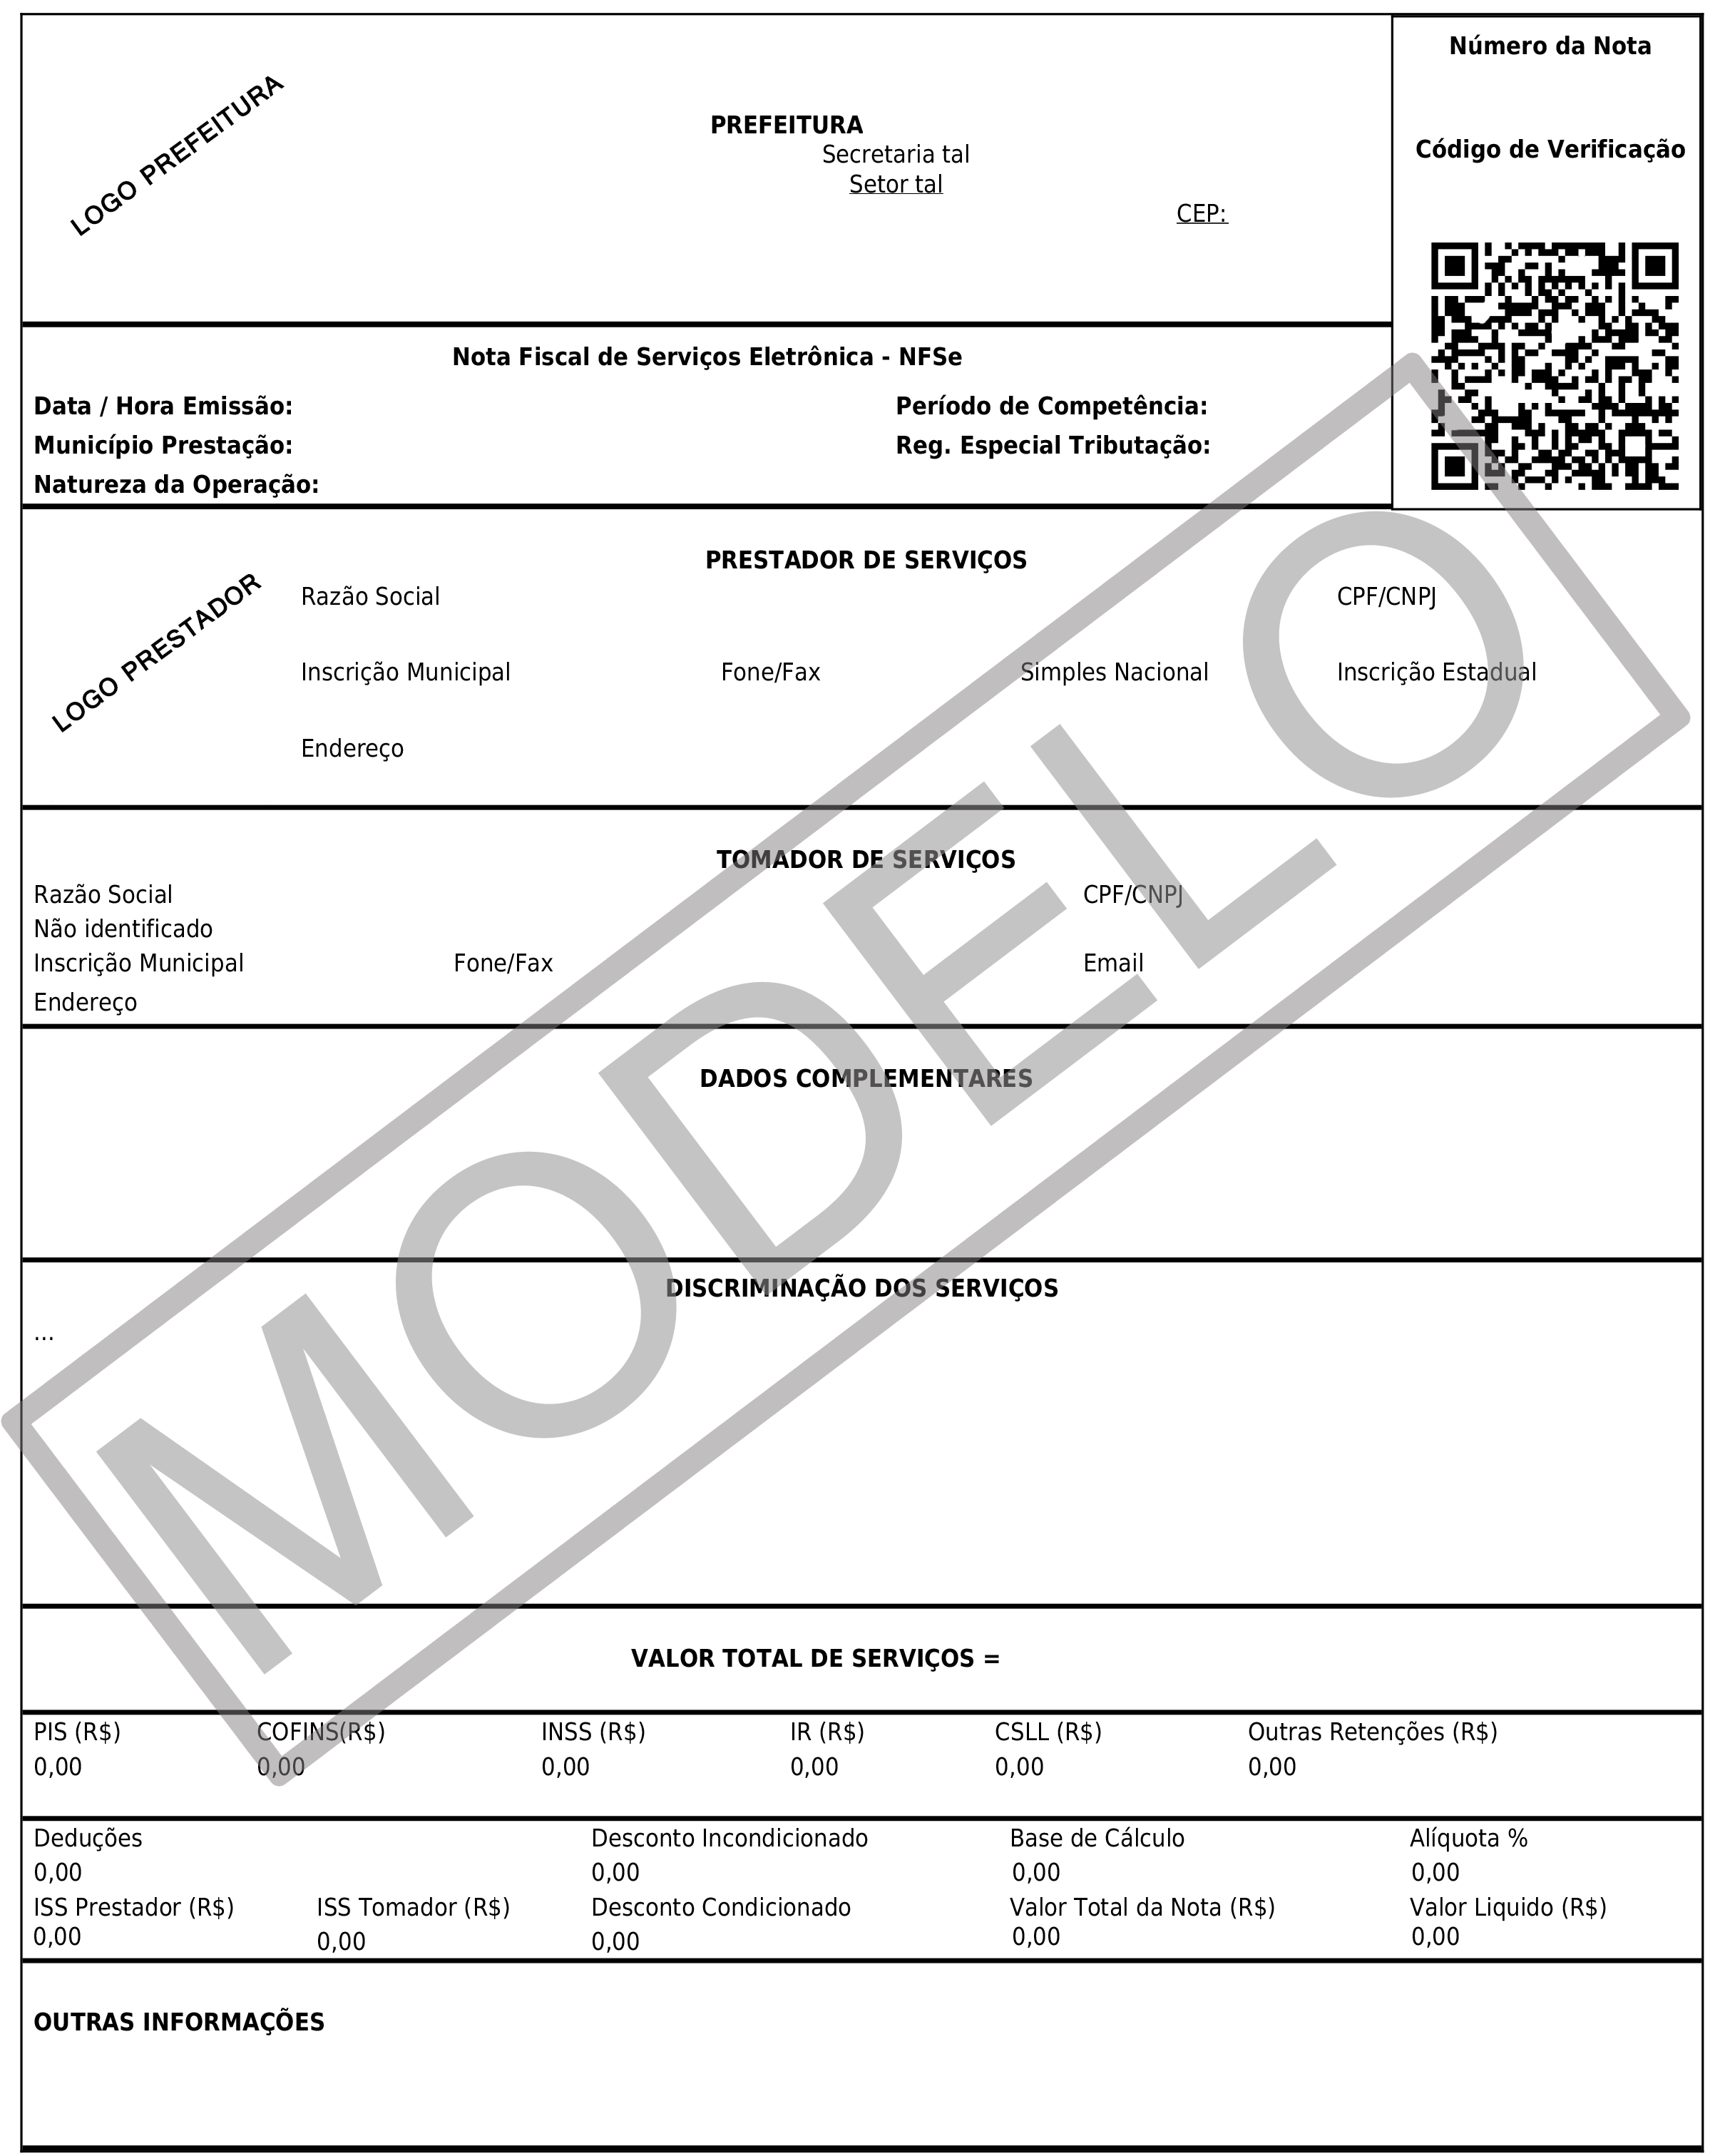 LOGO PREFEITURA
PREFEITURA
Secretaria tal
Setor tal
CEP:
Número da Nota
Código de Verificação
Nota Fiscal de Serviços Eletrônica - NFSe
Data / Hora Emissão: Período de Competência:
Município Prestação: Reg. Especial Tributação:
Natureza da Operação:
LOGO PRESTADOR
PRESTADOR DE SERVIÇOS
Razão Social CPF/CNPJ
Inscrição Municipal Fone/Fax Simples Nacional Inscrição Estadual
Endereço
TOMADOR DE SERVIÇOS
Razão Social CPF/CNPJ
Não identificado
Inscrição Municipal Fone/Fax Email
Endereço
DADOS COMPLEMENTARES
DISCRIMINAÇÃO DOS SERVIÇOS
...
MODELO
VALOR TOTAL DE SERVIÇOS =
PIS (R$) COFINS(R$) INSS (R$) IR (R$) CSLL (R$) Outras Retenções (R$)
0,00 0,00 0,00 0,00 0,00 0,00
Deduções Desconto Incondicionado Base de Cálculo Alíquota %
0,00 0,00 0,00 0,00
ISS Prestador (R$) ISS Tomador (R$) Desconto Condicionado Valor Total da Nota (R$) Valor Liquido (R$)
0,00 0,00 0,00 0,00 0,00
OUTRAS INFORMAÇÕES